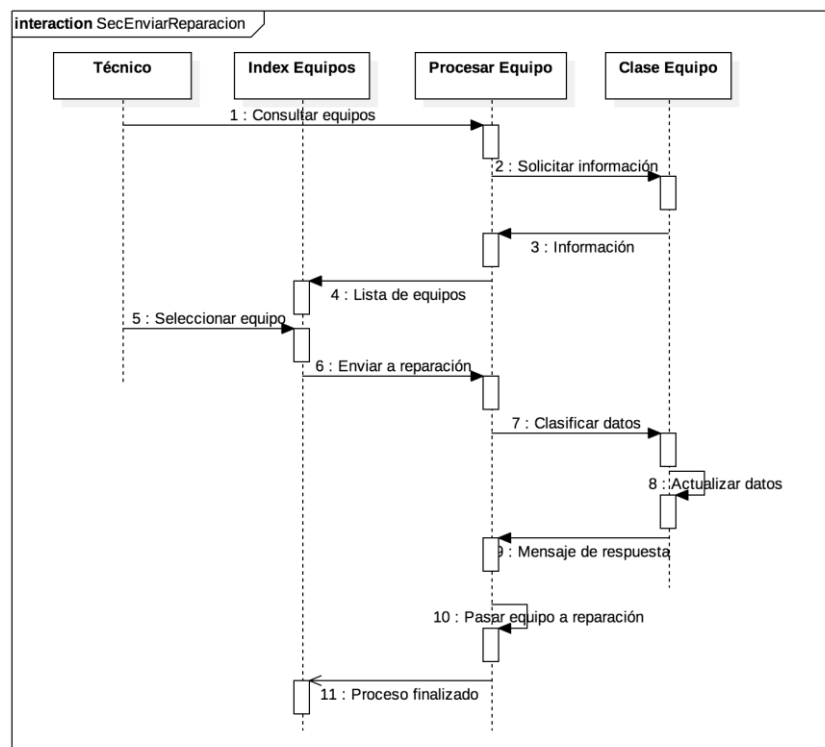 interaction SecEnviarReparacion
Técnico
Index Equipos
Procesar Equipo
Clase Equipo
1 : Consultar equipos
2 : Solicitar información
3 : Información
4 : Lista de equipos
5 : Seleccionar equipo
6 : Enviar a reparación
7 : Clasificar datos
8 : Actualizar datos
9 : Mensaje de respuesta
10 : Pasar equipo a reparación
11 : Proceso finalizado